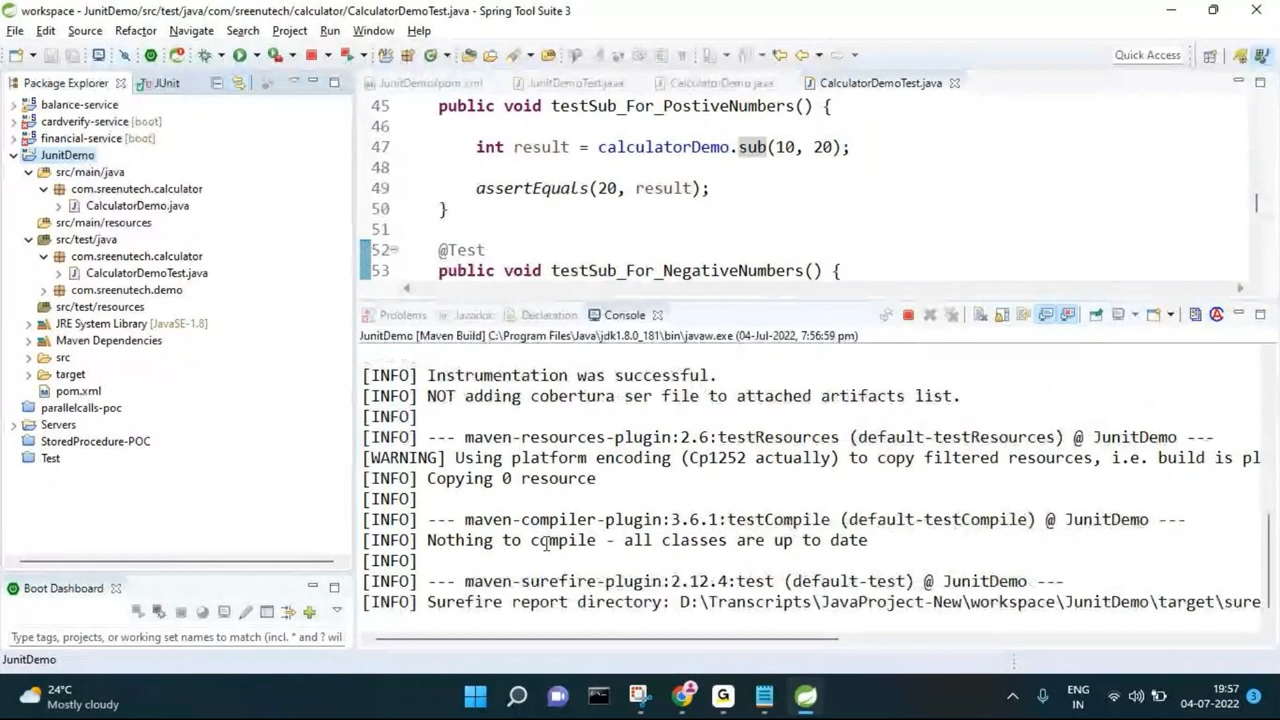 workspace - JunitDemo/src/test/java/com/sreenutech/calculator/CalculatorDemoTest.java - Spring Tool Suite 3
File Edit Source Refactor Navigate Search Project Run Window Help
Quick Access
Package Explorer JUnit
balance-service
cardverify-service [boot]
financial-service [boot]
JunitDemo
src/main/java
com.sreenutech.calculator
CalculatorDemo.java
src/main/resources
src/test/java
com.sreenutech.calculator
CalculatorDemoTest.java
com.sreenutech.demo
src/test/resources
JRE System Library [JavaSE-1.8]
Maven Dependencies
src
target
pom.xml
parallelcalls-poc
Servers
StoredProcedure-POC
Test
Boot Dashboard
Type tags, projects, or working set names to match (incl. * and ? wil
JunitDemo/pom.xml JunitDemoTest.java CalculatorDemo.java CalculatorDemoTest.java
45 public void testSub_For_PostiveNumbers() {
46
47 int result = calculatorDemo.sub(10, 20);
48
49 assertEquals(20, result);
50 }
51
52 @Test
53 public void testSub_For_NegativeNumbers() {
Problems Javadoc Declaration Console
JunitDemo [Maven Build] C:\Program Files\Java\jdk1.8.0_181\bin\javaw.exe (04-Jul-2022, 7:56:59 pm)
[INFO] Instrumentation was successful.
[INFO] NOT adding cobertura ser file to attached artifacts list.
[INFO]
[INFO] --- maven-resources-plugin:2.6:testResources (default-testResources) @ JunitDemo ---
[WARNING] Using platform encoding (Cp1252 actually) to copy filtered resources, i.e. build is pl
[INFO] Copying 0 resource
[INFO]
[INFO] --- maven-compiler-plugin:3.6.1:testCompile (default-testCompile) @ JunitDemo ---
[INFO] Nothing to compile - all classes are up to date
[INFO]
[INFO] --- maven-surefire-plugin:2.12.4:test (default-test) @ JunitDemo ---
[INFO] Surefire report directory: D:\Transcripts\JavaProject-New\workspace\JunitDemo\target\sure
JunitDemo
24°C
Mostly cloudy
ENG
IN
19:57
04-07-2022
3